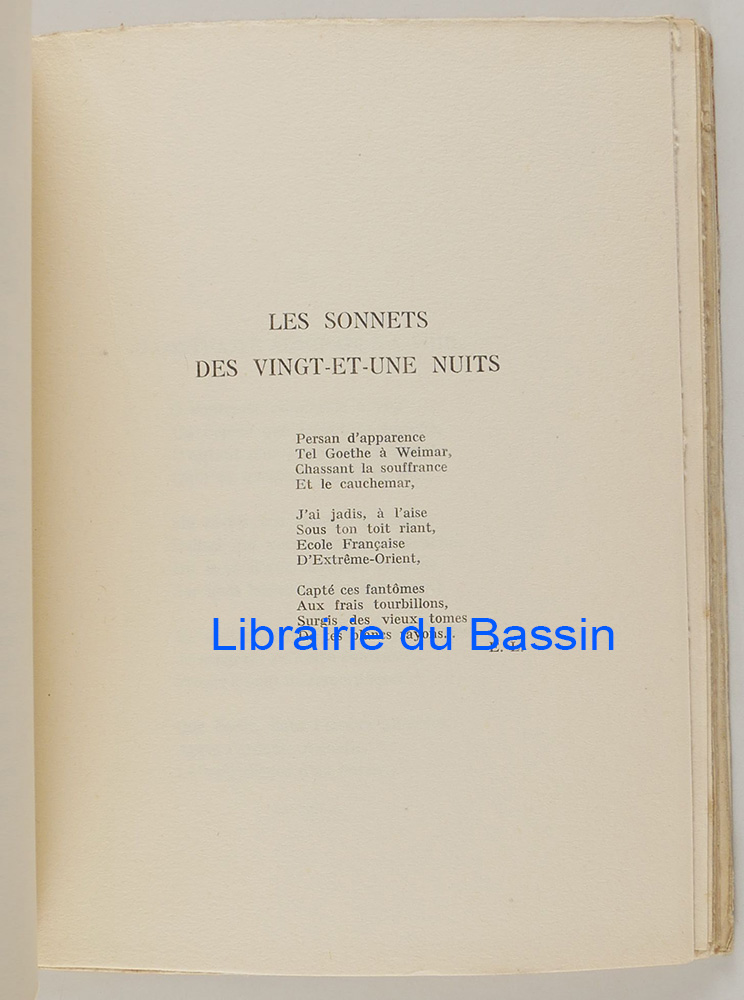 LES SONNETS
DES VINGT-ET-UNE NUITS
Persan d'apparence
Tel Goethe à Weimar,
Chassant la souffrance
Et le cauchemar,
J'ai jadis, à l'aise
Sous ton toit riant,
Ecole Française
D'Extrême-Orient,
Capté ces fantômes
Aux frais tourbillons,
Surgis des vieux tomes
rayons...
Librairie du Bassin